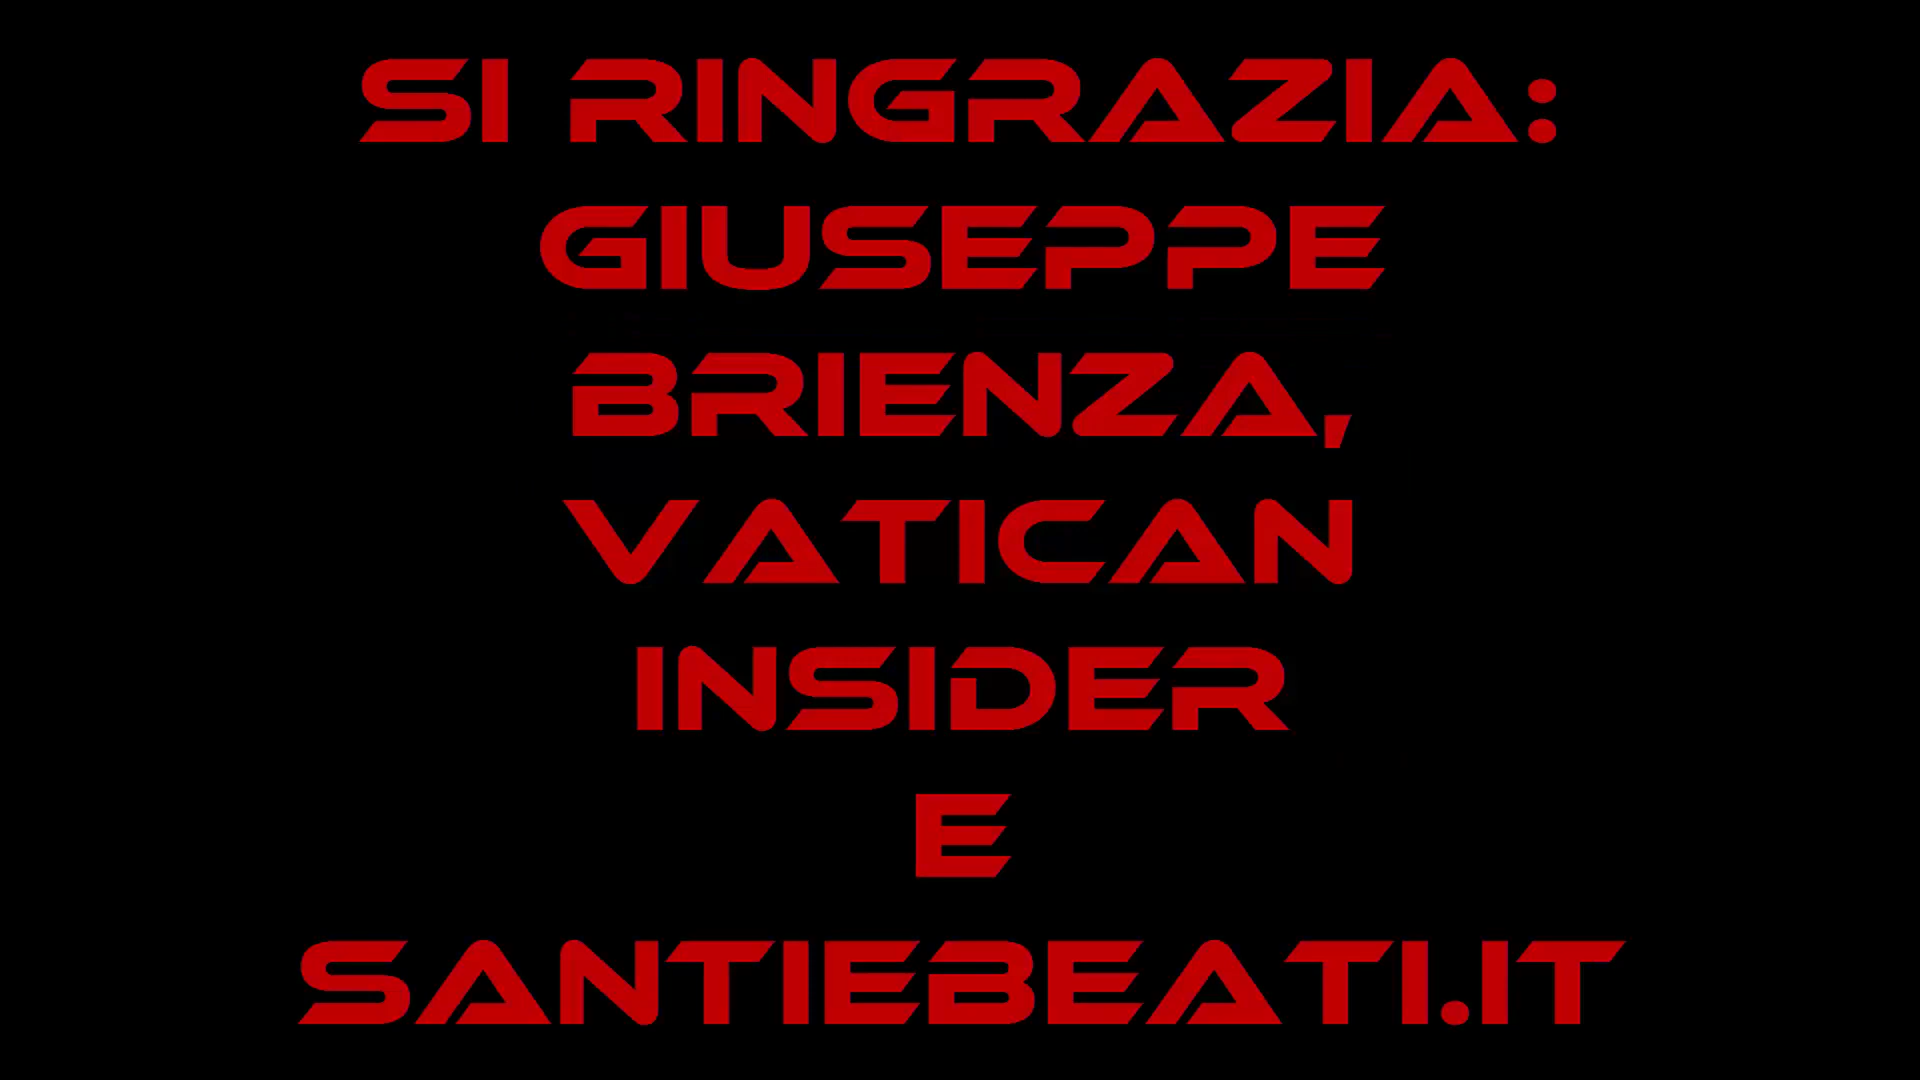 SI RINGRAZIA:
GIUSEPPE
BRIENZA,
VATICAN
INSIDER
E
SANTIEBEATI.IT